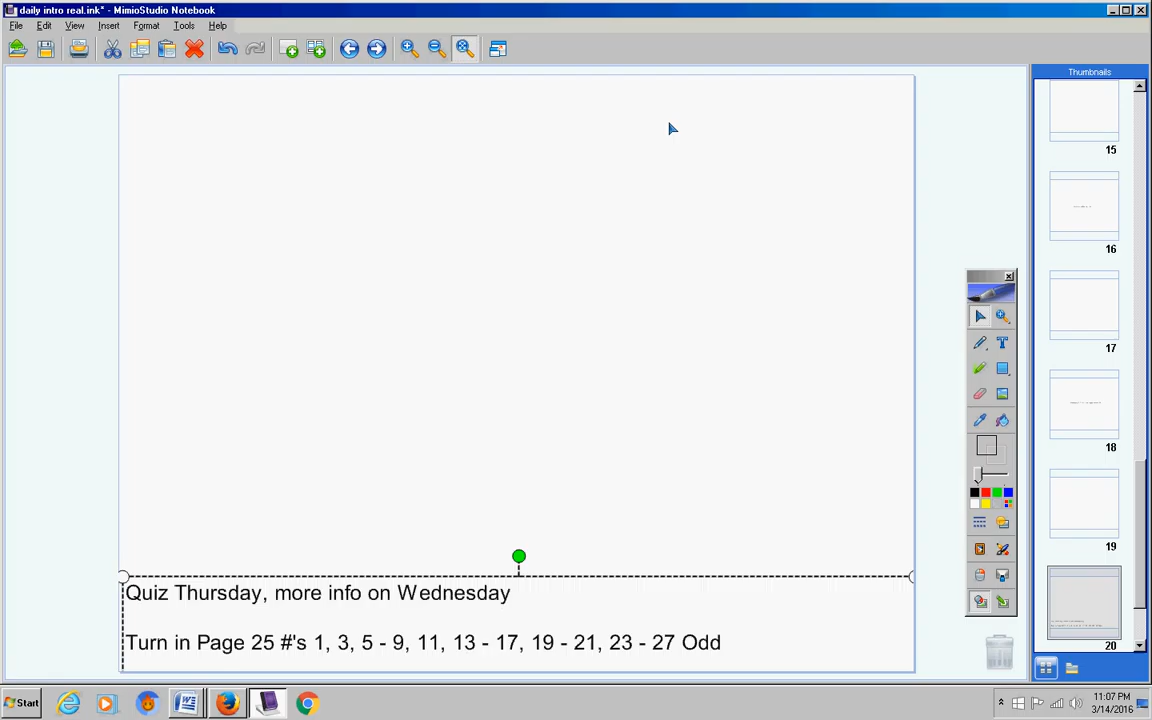 daily intro real.ink* - MimioStudio Notebook
File Edit View Insert Format Tools Help
Thumbnails
15
16
17
18
19
20
Quiz Thursday, more info on Wednesday
Turn in Page 25 #'s 1, 3, 5 - 9, 11, 13 - 17, 19 - 21, 23 - 27 Odd
T
Start
W
11:07 PM
3/14/2016